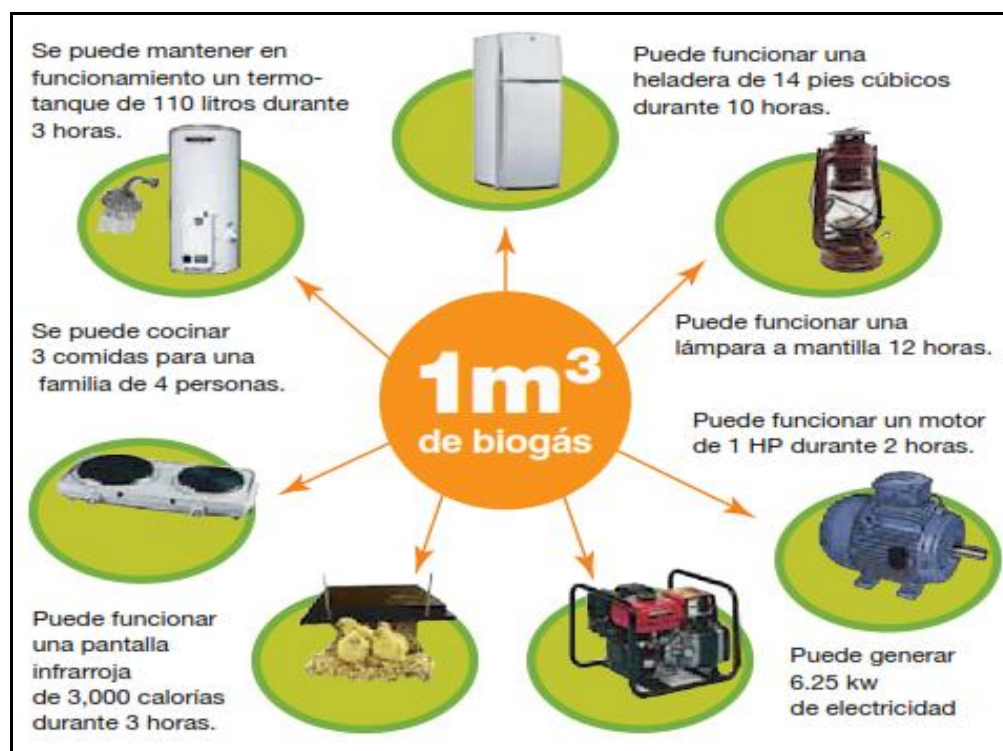 Se puede mantener en
funcionamiento un termo-
tanque de 110 litros durante
3 horas.
Puede funcionar una
heladera de 14 pies cúbicos
durante 10 horas.
Se puede cocinar
3 comidas para una
familia de 4 personas.
1m³
de biogás
Puede funcionar una
lámpara a mantilla 12 horas.
Puede funcionar un motor
de 1 HP durante 2 horas.
Puede funcionar
una pantalla
infrarroja
de 3,000 calorías
durante 3 horas.
Puede generar
6.25 kw
de electricidad